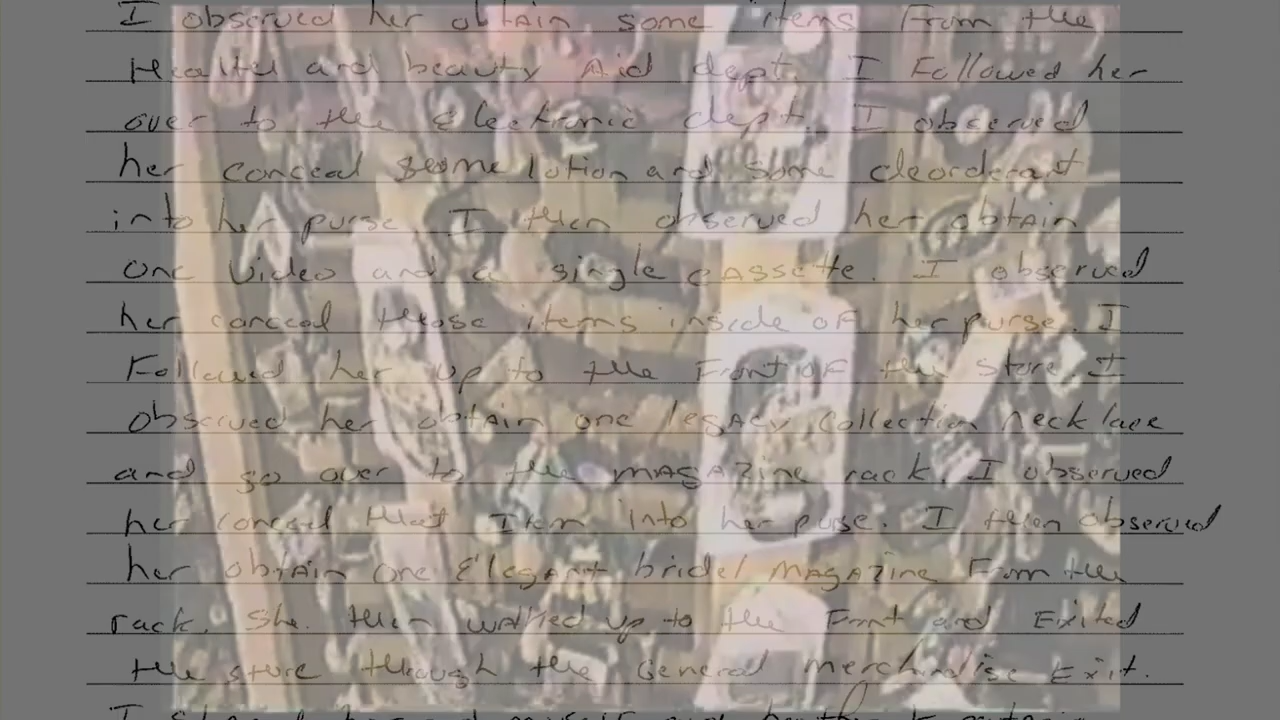 I observed her obtain some items From the
Health and beauty Aid dept. I Followed her
over to the Electronic dept. I observed
her conceal some lotion and some deorderant
into her purse. I then observed her obtain
one video and a single cassette. I observed
her conceal those items inside of her purse. I
Followed her up to the Front of the store. I
observed her obtain one legacy collection necklace
and go over to the magazine rack. I observed
her conceal that Item into her purse. I then observed
her obtain one Elegant bridel magazine From the
rack. She then walked up to the Front and Exited
the store through the General merchandise Exit.
I